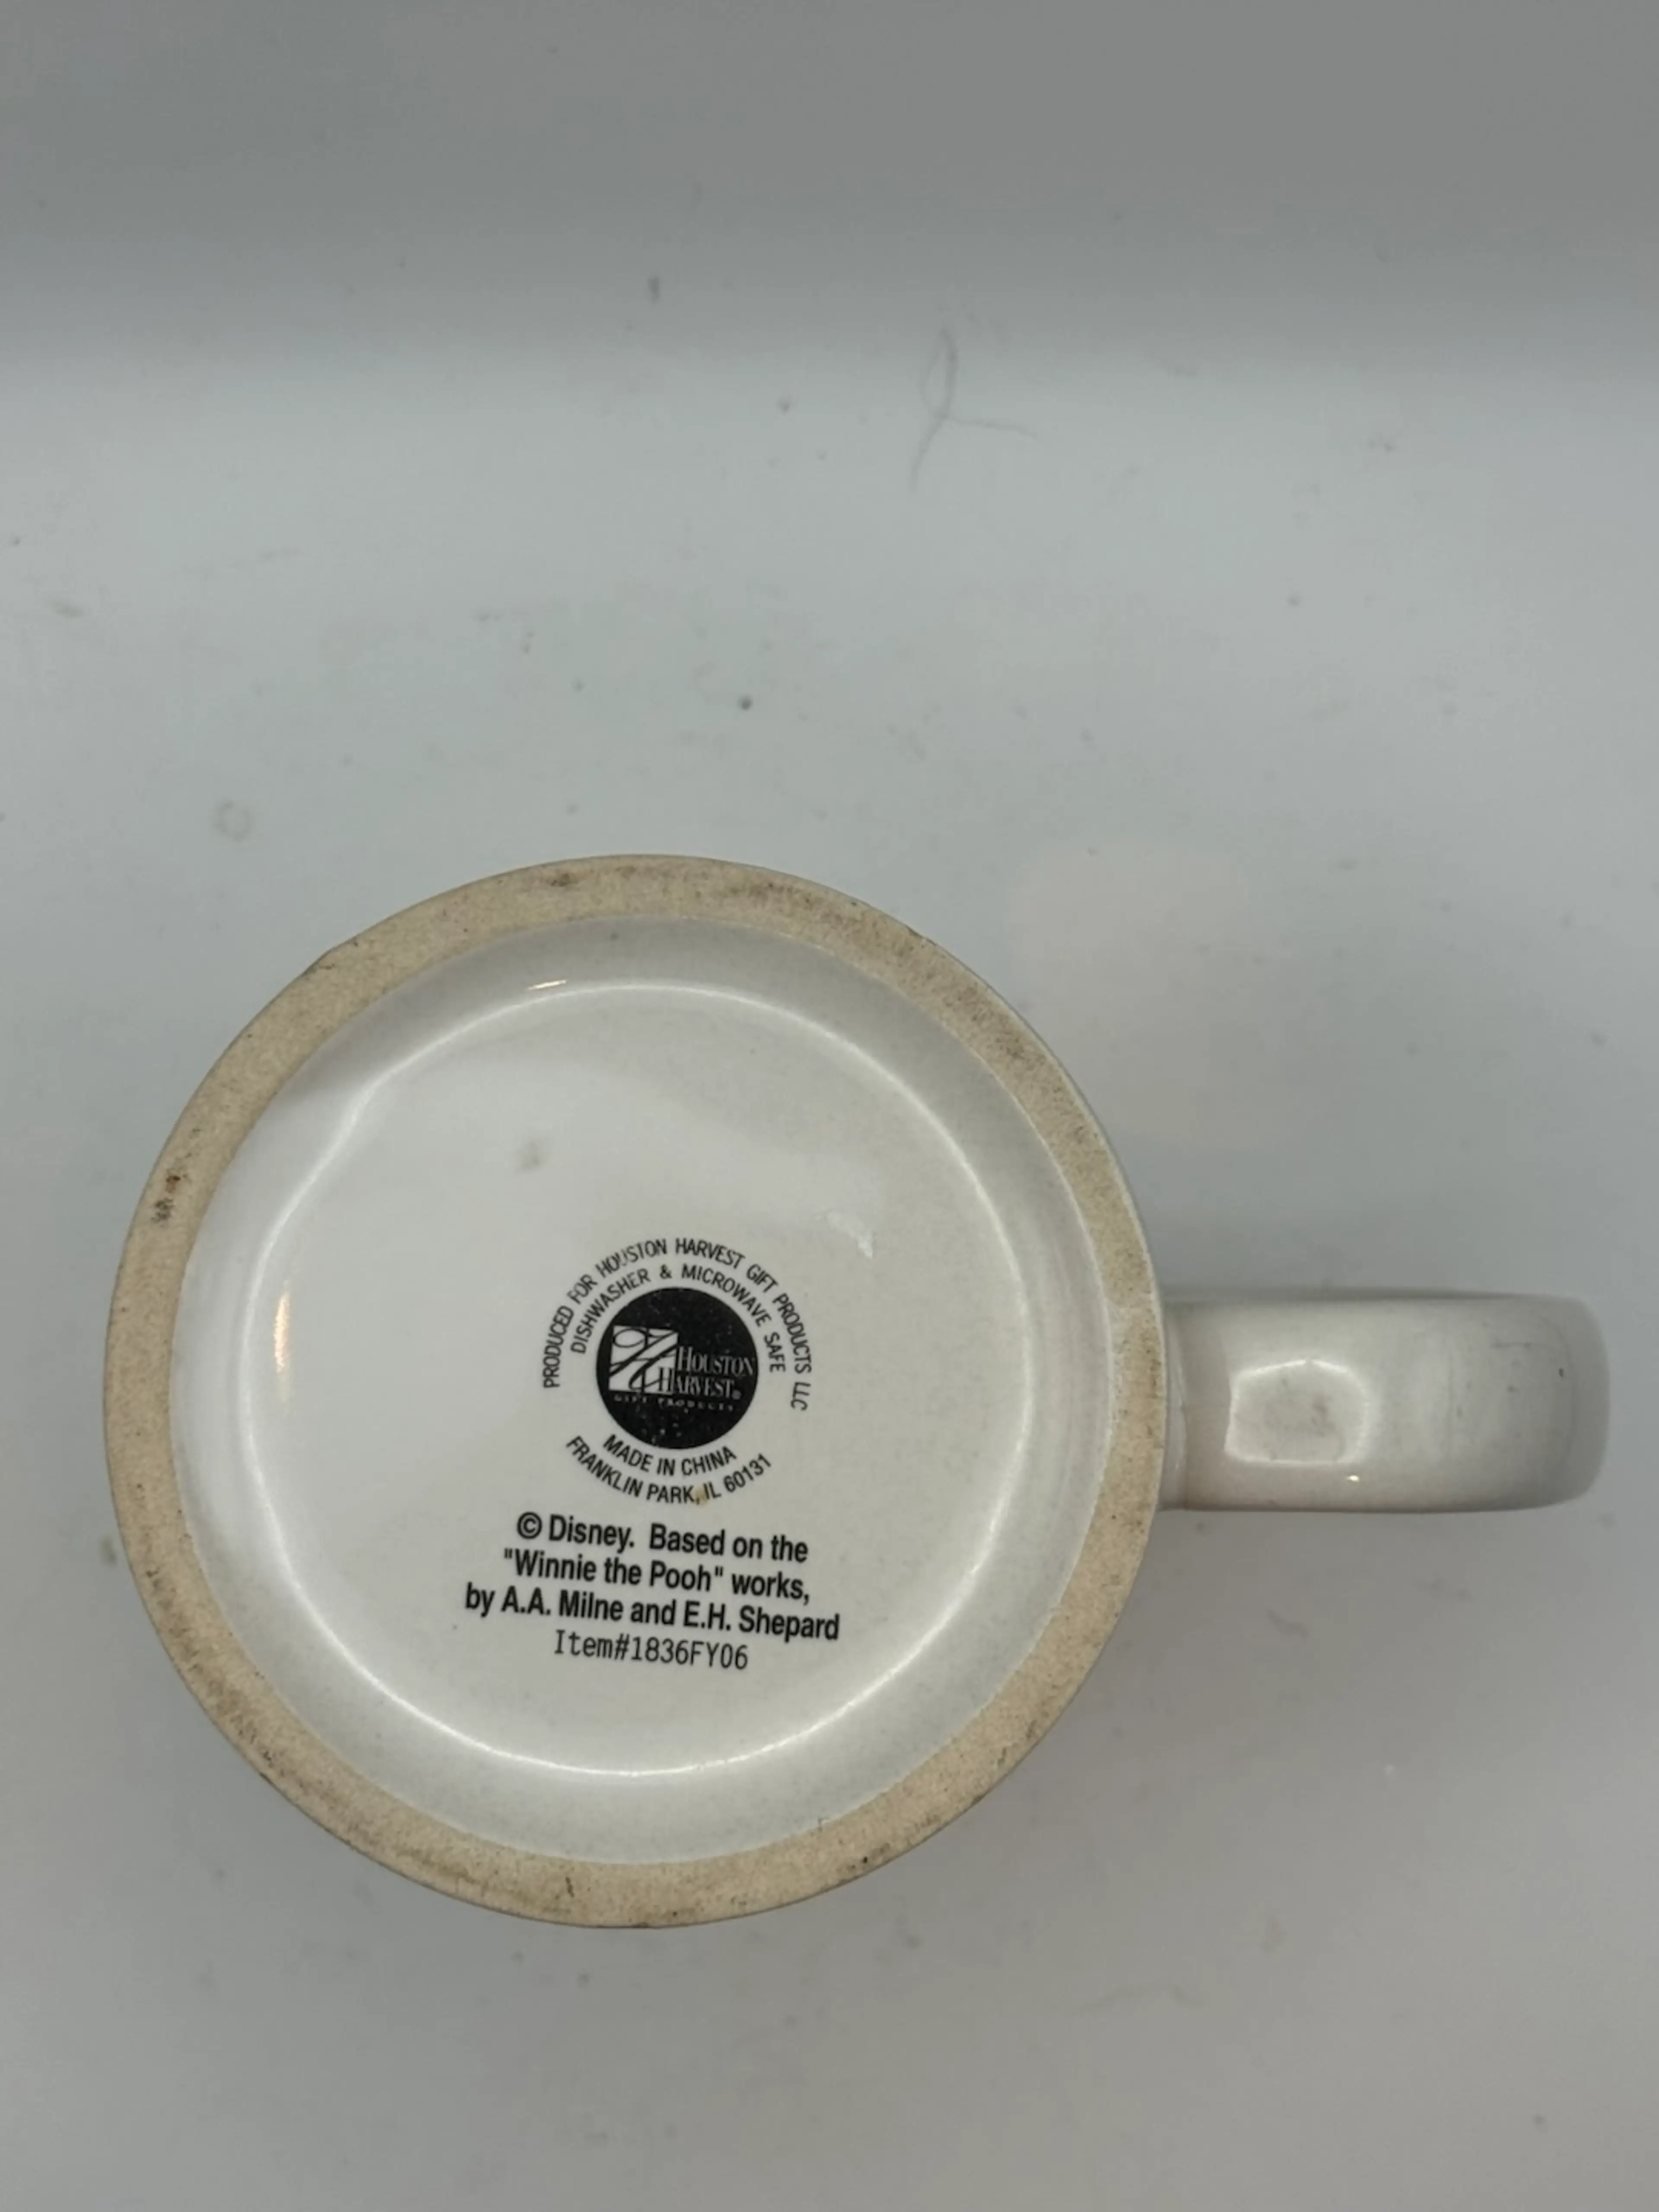 PRODUCED FOR HOUSTON HARVEST GIFT PRODUCTS LLC
DISHWASHER & MICROWAVE SAFE
HOUSTON
HARVEST®
GIFT PRODUCTS
MADE IN CHINA
FRANKLIN PARK, IL 60131
© Disney. Based on the
"Winnie the Pooh" works,
by A.A. Milne and E.H. Shepard
Item#1836FY06